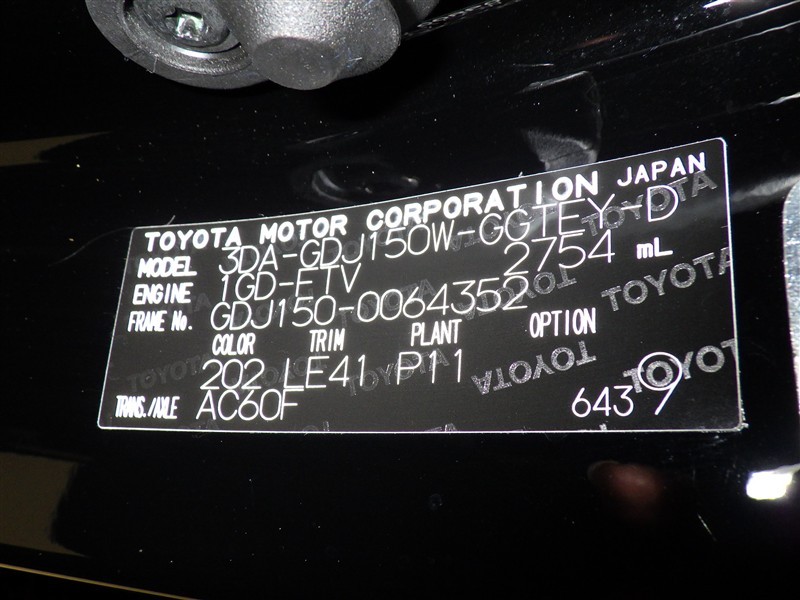 TOYOTA MOTOR CORPORATION JAPAN
MODEL 3DA-GDJ150W-GGTEY-D
ENGINE 1GD-FTV 2754 mL
FRAME No. GDJ150-0064352
COLOR TRIM PLANT OPTION
202 LE41 P11
TRANS./AXLE AC60F 643 9